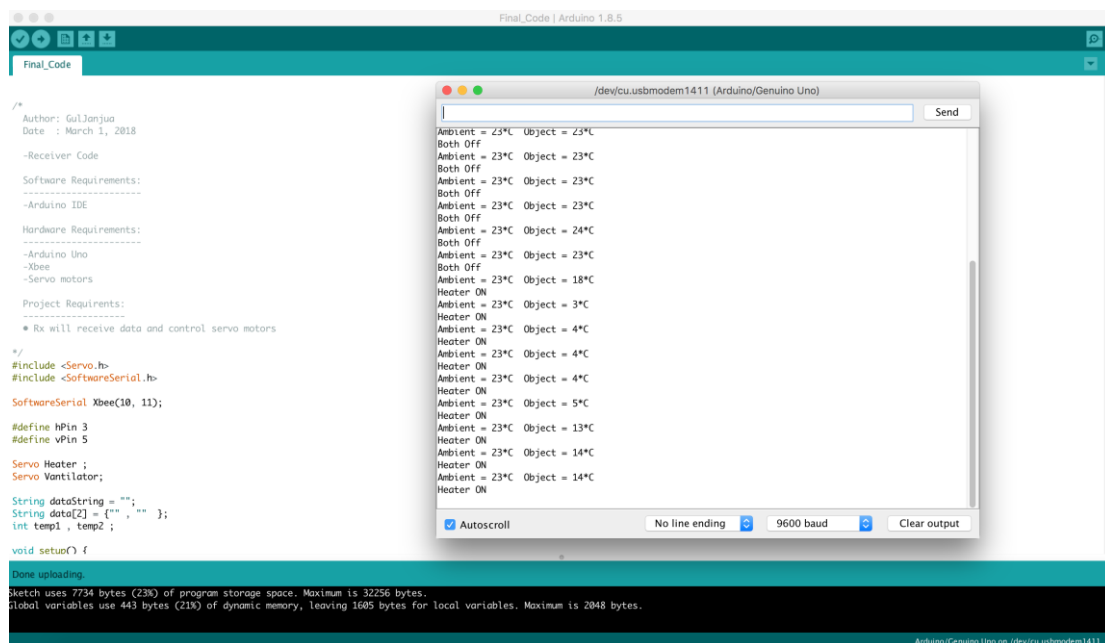 Final_Code | Arduino 1.8.5
Final_Code
/*
Author: GulJanjua
Date : March 1, 2018
-Receiver Code
Software Requirements:
----------------------
-Arduino IDE
Hardware Requirements:
----------------------
-Arduino Uno
-Xbee
-Servo motors
Project Requirents:
-------------------
• Rx will receive data and control servo motors
*/
#include <Servo.h>
#include <SoftwareSerial.h>
SoftwareSerial Xbee(10, 11);
#define hPin 3
#define vPin 5
Servo Heater ;
Servo Vantilator;
String dataString = "";
String data[2] = {"" , "" };
int temp1 , temp2 ;
void setup() {
/dev/cu.usbmodem1411 (Arduino/Genuino Uno)
Send
Ambient = 23*C Object = 23*C
Both Off
Ambient = 23*C Object = 23*C
Both Off
Ambient = 23*C Object = 23*C
Both Off
Ambient = 23*C Object = 23*C
Both Off
Ambient = 23*C Object = 24*C
Both Off
Ambient = 23*C Object = 23*C
Both Off
Ambient = 23*C Object = 18*C
Heater ON
Ambient = 23*C Object = 3*C
Heater ON
Ambient = 23*C Object = 4*C
Heater ON
Ambient = 23*C Object = 4*C
Heater ON
Ambient = 23*C Object = 4*C
Heater ON
Ambient = 23*C Object = 5*C
Heater ON
Ambient = 23*C Object = 13*C
Heater ON
Ambient = 23*C Object = 14*C
Heater ON
Ambient = 23*C Object = 14*C
Heater ON
Autoscroll
No line ending
9600 baud
Clear output
Done uploading.
Sketch uses 7734 bytes (23%) of program storage space. Maximum is 32256 bytes.
Global variables use 443 bytes (21%) of dynamic memory, leaving 1605 bytes for local variables. Maximum is 2048 bytes.
Arduino/Genuino Uno on /dev/cu.usbmodem1411